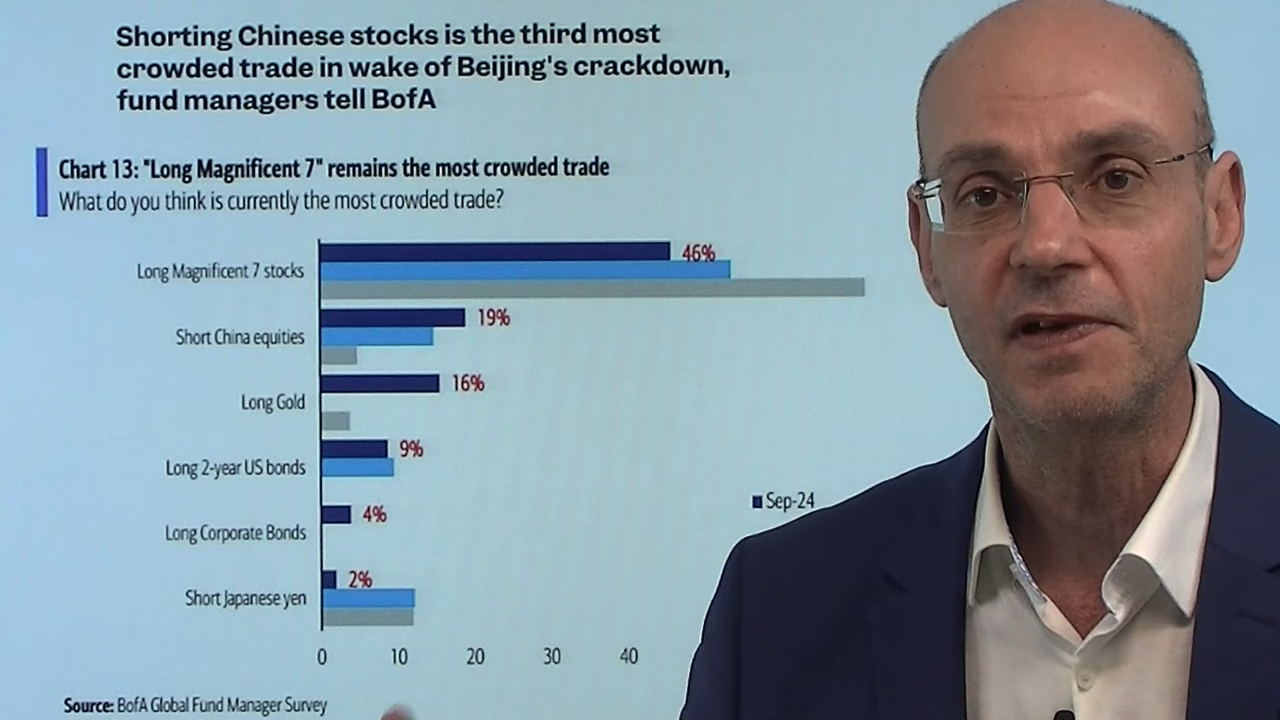 Shorting Chinese stocks is the third most
crowded trade in wake of Beijing's crackdown,
fund managers tell BofA
Chart 13: "Long Magnificent 7" remains the most crowded trade
What do you think is currently the most crowded trade?
Long Magnificent 7 stocks
46%
Short China equities
19%
Long Gold
16%
Long 2-year US bonds
9%
Long Corporate Bonds
4%
Short Japanese yen
2%
Sep-24
0 10 20 30 40
Source: BofA Global Fund Manager Survey